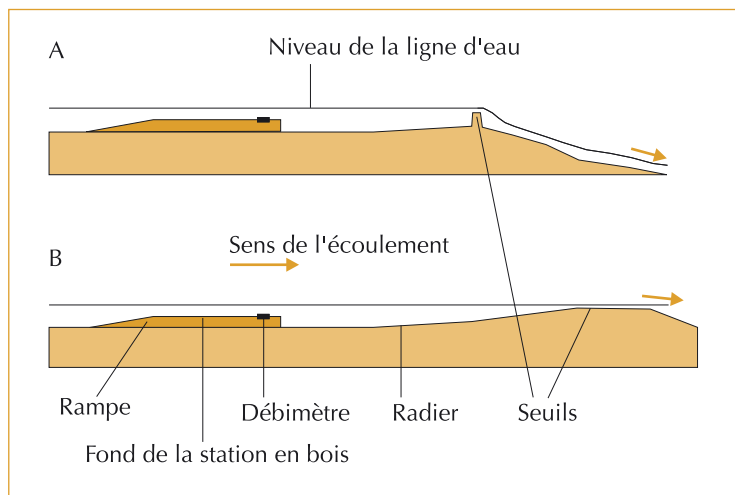 A
Niveau de la ligne d'eau
Sens de l'écoulement
B
Rampe
Débimètre
Radier
Seuils
Fond de la station en bois